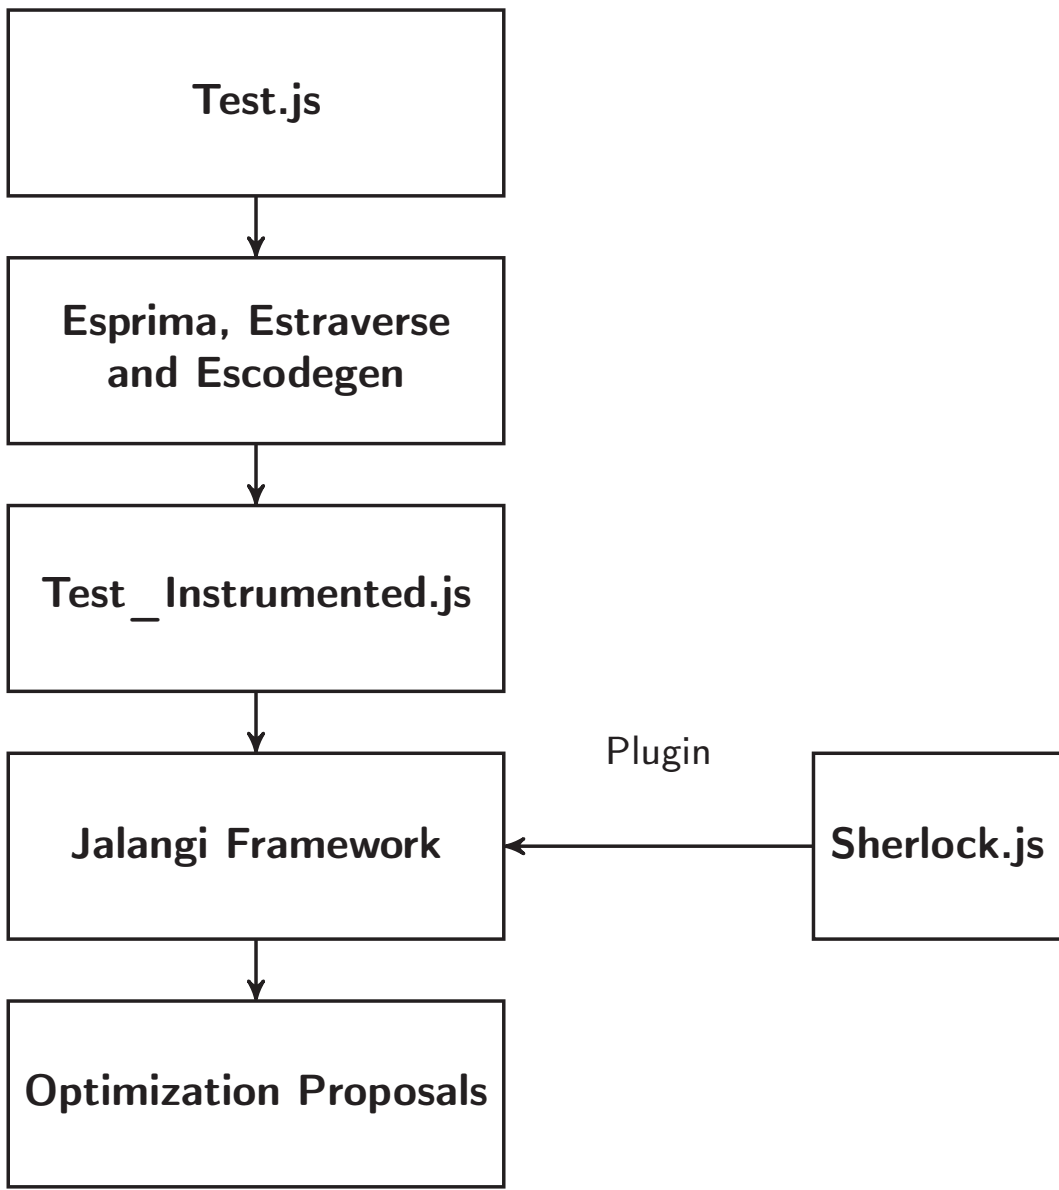 Test.js
Esprima, Estraverse
and Escodegen
Test_Instrumented.js
Plugin
Jalangi Framework
Sherlock.js
Optimization Proposals